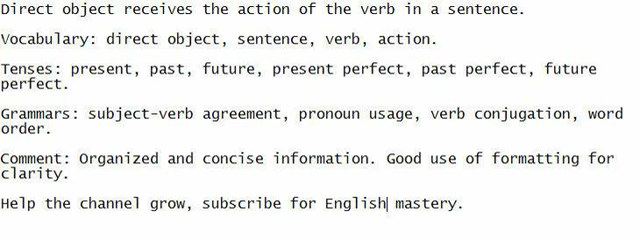 Direct object receives the action of the verb in a sentence.
Vocabulary: direct object, sentence, verb, action.
Tenses: present, past, future, present perfect, past perfect, future
perfect.
Grammars: subject-verb agreement, pronoun usage, verb conjugation, word
order.
Comment: Organized and concise information. Good use of formatting for
clarity.
Help the channel grow, subscribe for English mastery.